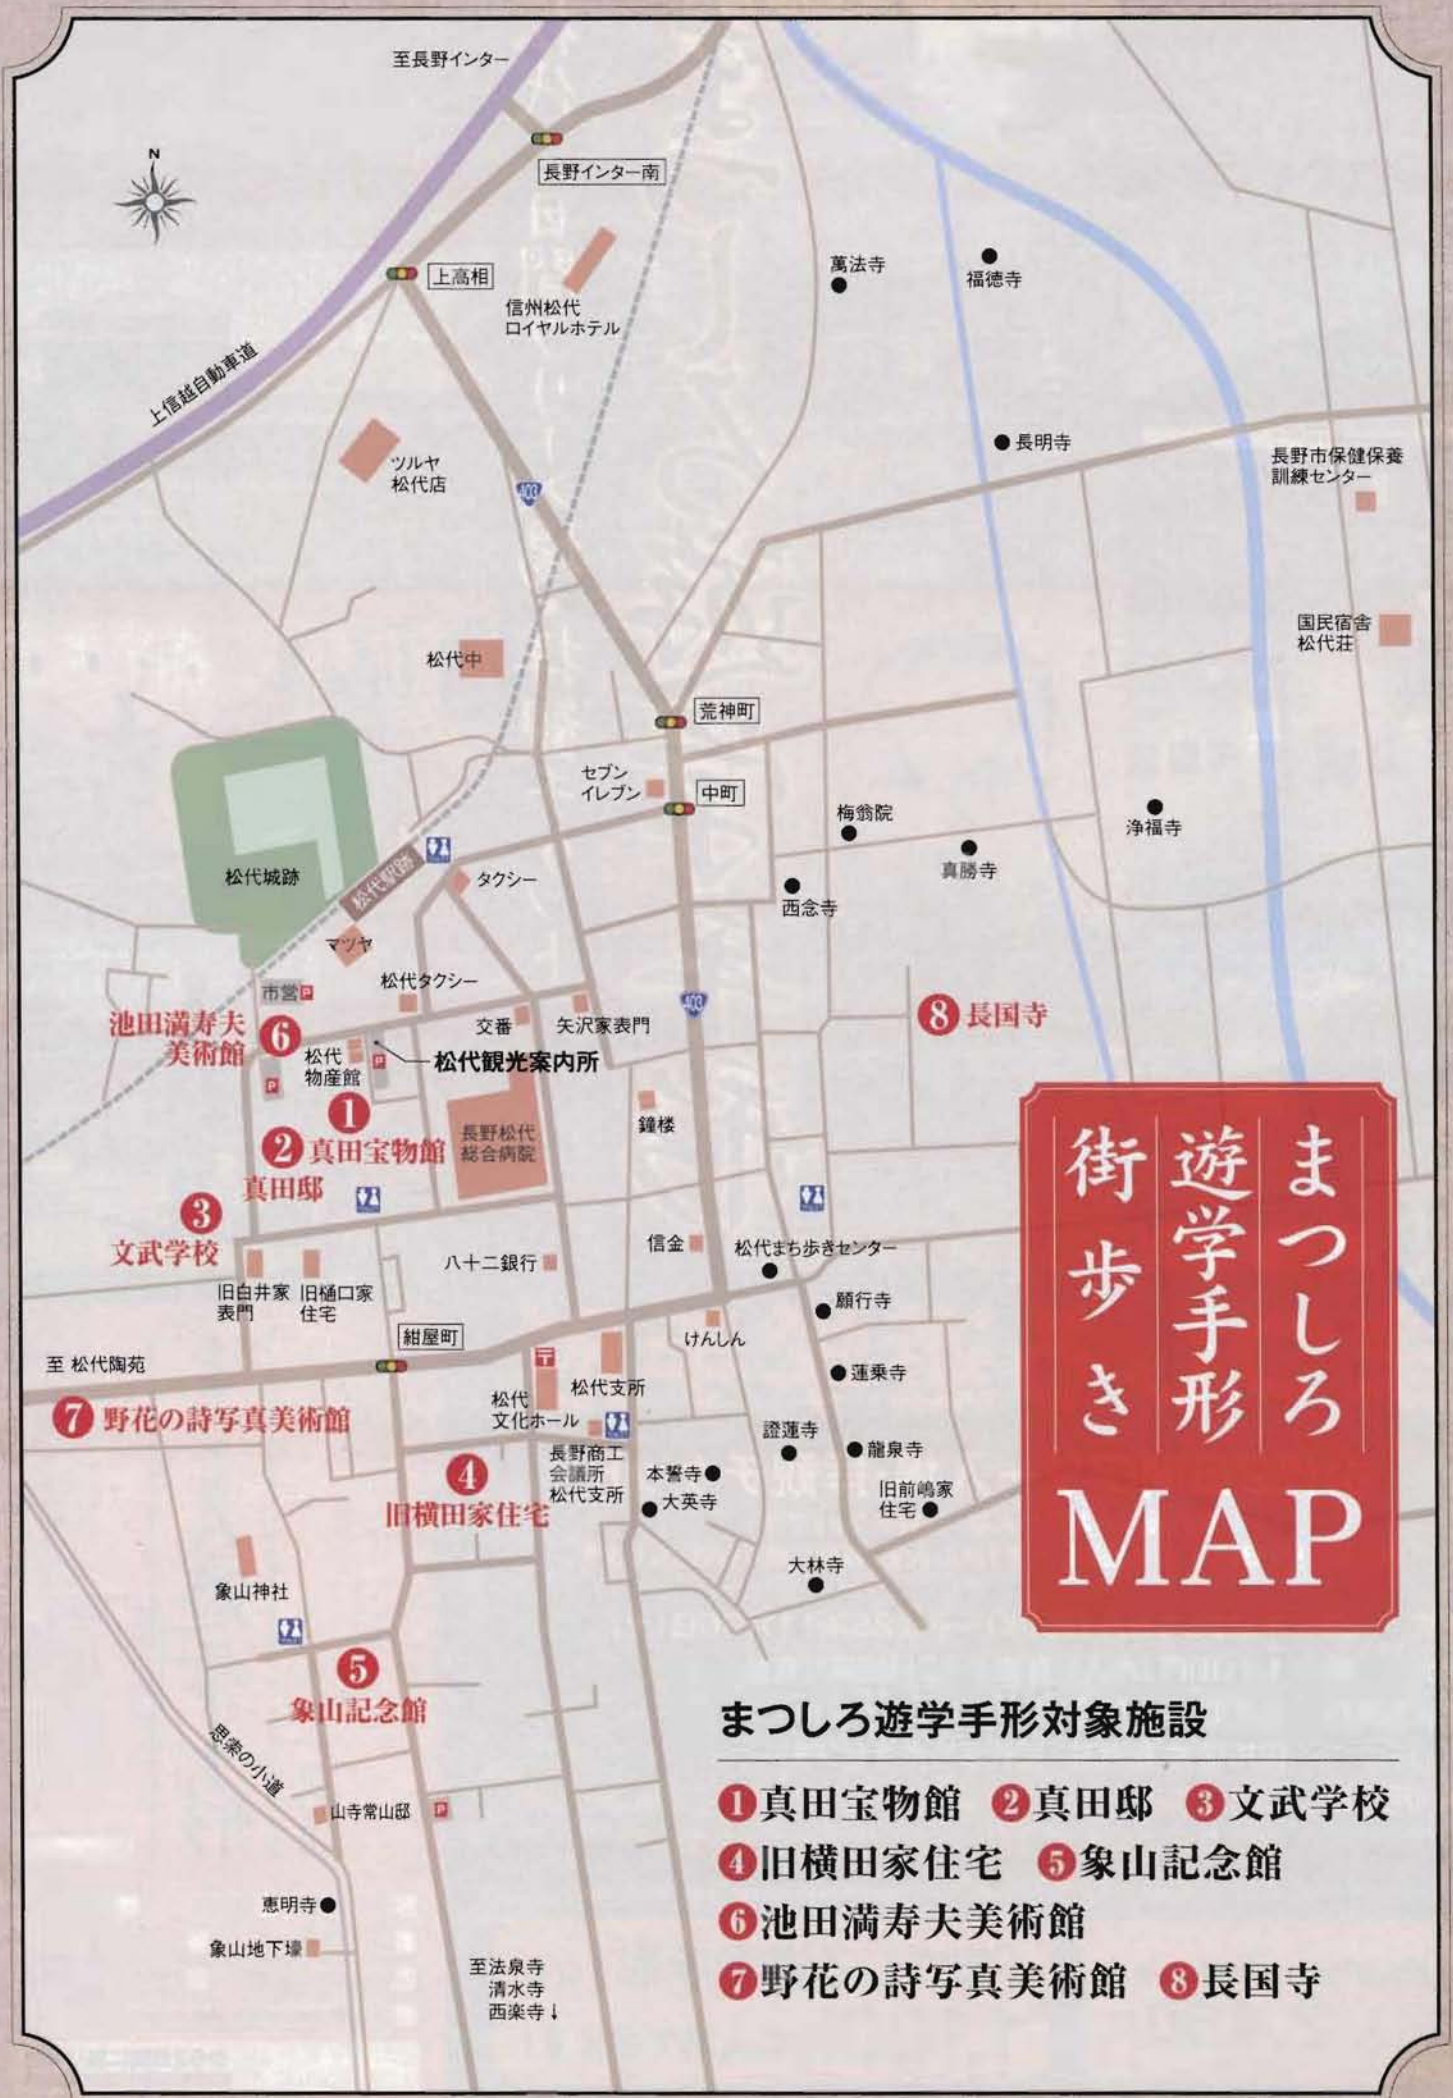 至長野インター
N
長野インター南
上高相
信州松代
ロイヤルホテル
萬法寺
福徳寺
上信越自動車道
ツルヤ
松代店
403
長明寺
長野市保健保養
訓練センター
国民宿舎
松代荘
松代中
荒神町
セブン
イレブン
中町
梅翁院
浄福寺
真勝寺
西念寺
松代城跡
松代駅跡
タクシー
マツヤ
市営P
松代タクシー
交番
矢沢家表門
403
8 長国寺
池田満寿夫
美術館
6
松代
物産館
P
P
松代観光案内所
1
真田宝物館
2
真田邸
長野松代
総合病院
鐘楼
3
文武学校
旧白井家
表門
旧樋口家
住宅
八十二銀行
信金
松代まち歩きセンター
願行寺
けんしん
紺屋町
至 松代陶苑
7 野花の詩写真美術館
松代
文化ホール
松代支所
蓮乗寺
長野商工
会議所
松代支所
證蓮寺
龍泉寺
本誓寺
大英寺
旧前嶋家
住宅
4
旧横田家住宅
大林寺
象山神社
5
象山記念館
思索の小道
山寺常山邸
P
恵明寺
象山地下壕
至法泉寺
清水寺
西楽寺↓
まつしろ
遊学手形
街歩き
MAP
まつしろ遊学手形対象施設
1真田宝物館 2真田邸 3文武学校
4旧横田家住宅 5象山記念館
6池田満寿夫美術館
7野花の詩写真美術館 8長国寺